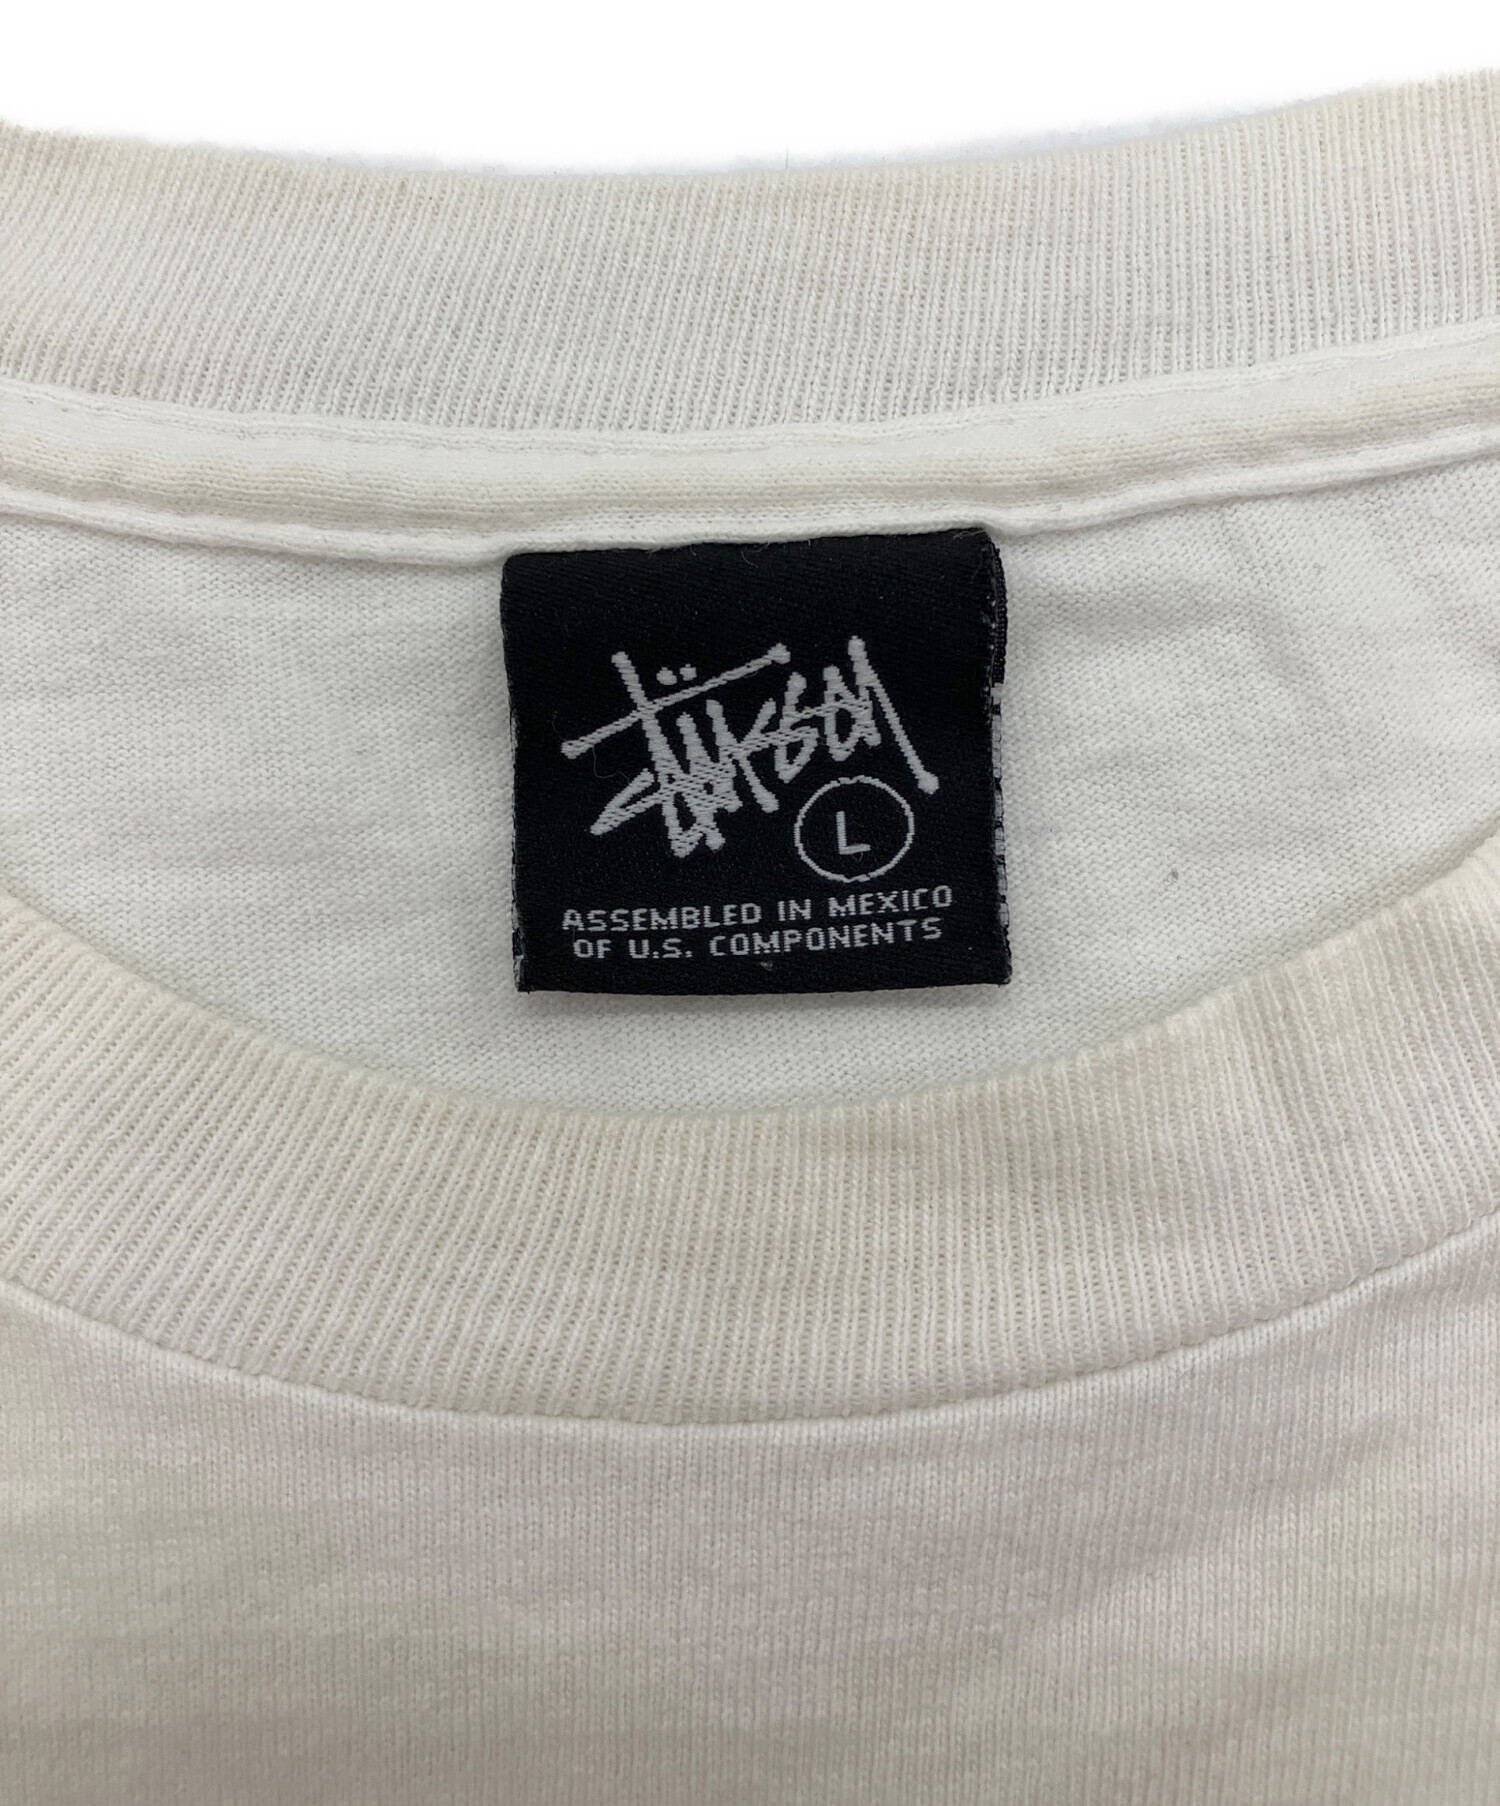 Stüssy
L
ASSEMBLED IN MEXICO
OF U.S. COMPONENTS